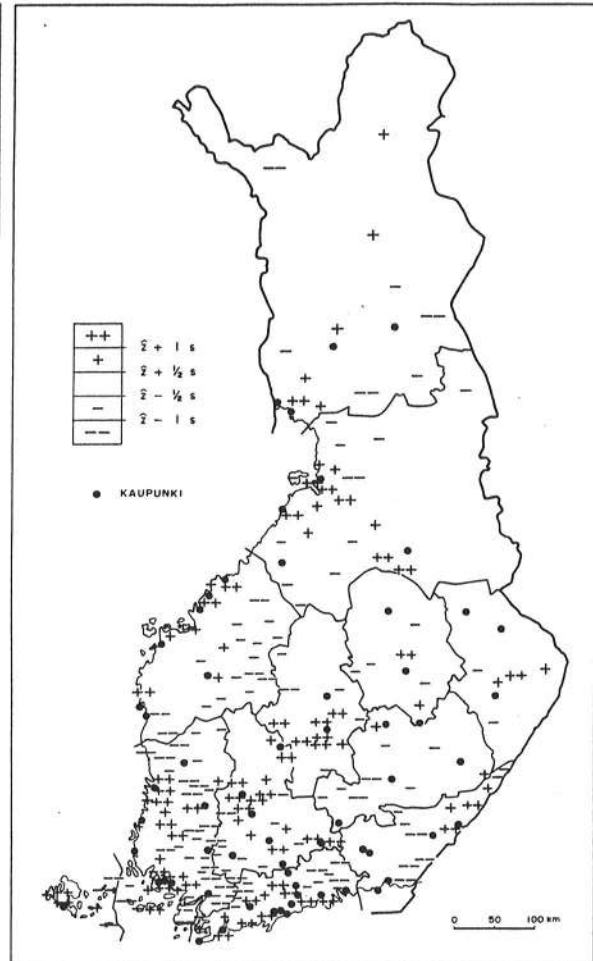 ++
ẑ + 1 s
+
ẑ + ½ s
ẑ - ½ s
-
ẑ - 1 s
--
● KAUPUNKI
0 50 100 km